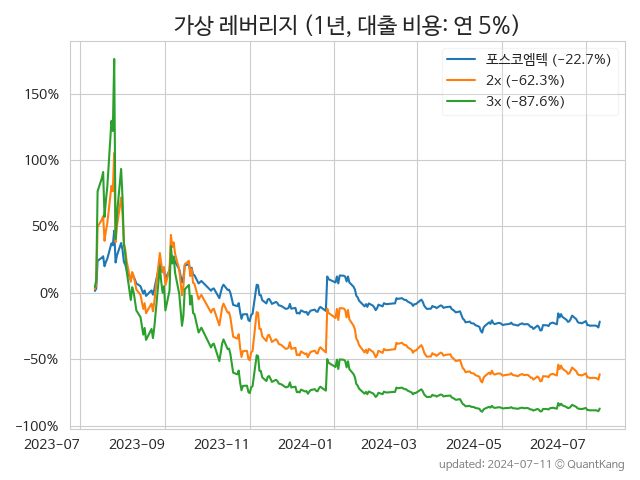 가상 레버리지 (1년, 대출 비용: 연 5%)
포스코엠텍 (−22.7%)
2x (−62.3%)
3x (−87.6%)
150%
100%
50%
0%
−50%
−100%
2023-07
2023-09
2023-11
2024-01
2024-03
2024-05
2024-07
updated: 2024-07-11 © QuantKang